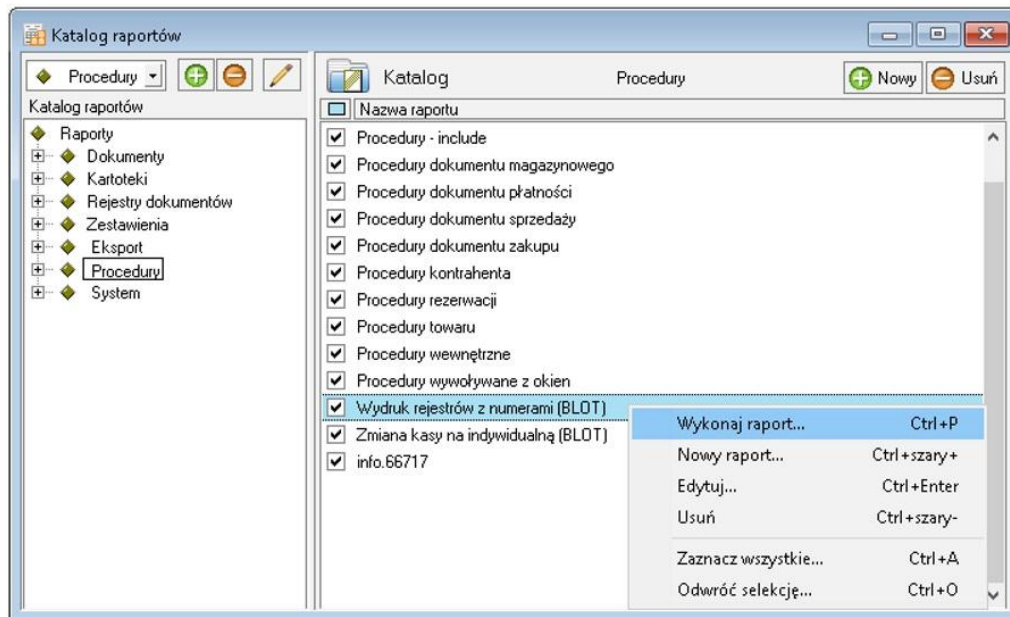 Katalog raportów
Procedury
Katalog raportów
Raporty
Dokumenty
Kartoteki
Rejestry dokumentów
Zestawienia
Eksport
Procedury
System
Katalog Procedury Nowy Usuń
Nazwa raportu
Procedury - include
Procedury dokumentu magazynowego
Procedury dokumentu płatności
Procedury dokumentu sprzedaży
Procedury dokumentu zakupu
Procedury kontrahenta
Procedury rezerwacji
Procedury towaru
Procedury wewnętrzne
Procedury wywoływane z okien
Wydruk rejestrów z numerami (BLOT)
Zmiana kasy na indywidualną (BLOT)
info.66717
Wykonaj raport... Ctrl+P
Nowy raport... Ctrl+szary+
Edytuj... Ctrl+Enter
Usuń Ctrl+szary-
Zaznacz wszystkie... Ctrl+A
Odwróć selekcję... Ctrl+O